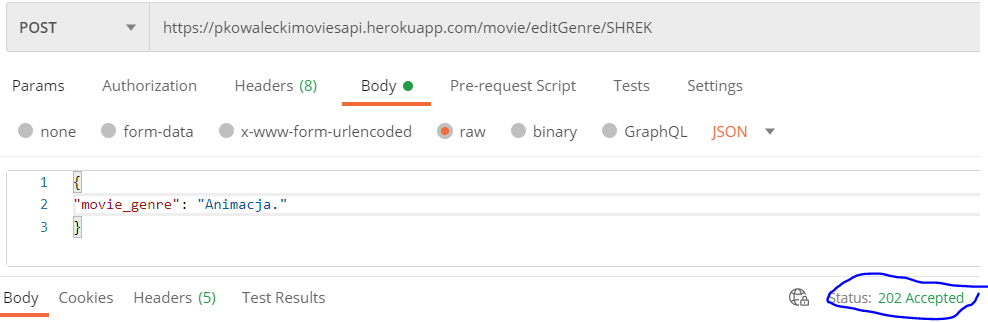 POST https://pkowaleckimoviesapi.herokuapp.com/movie/editGenre/SHREK
Params Authorization Headers (8) Body Pre-request Script Tests Settings
none form-data x-www-form-urlencoded raw binary GraphQL JSON
1 {
2 "movie_genre": "Animacja."
3 }
Body Cookies Headers (5) Test Results Status: 202 Accepted